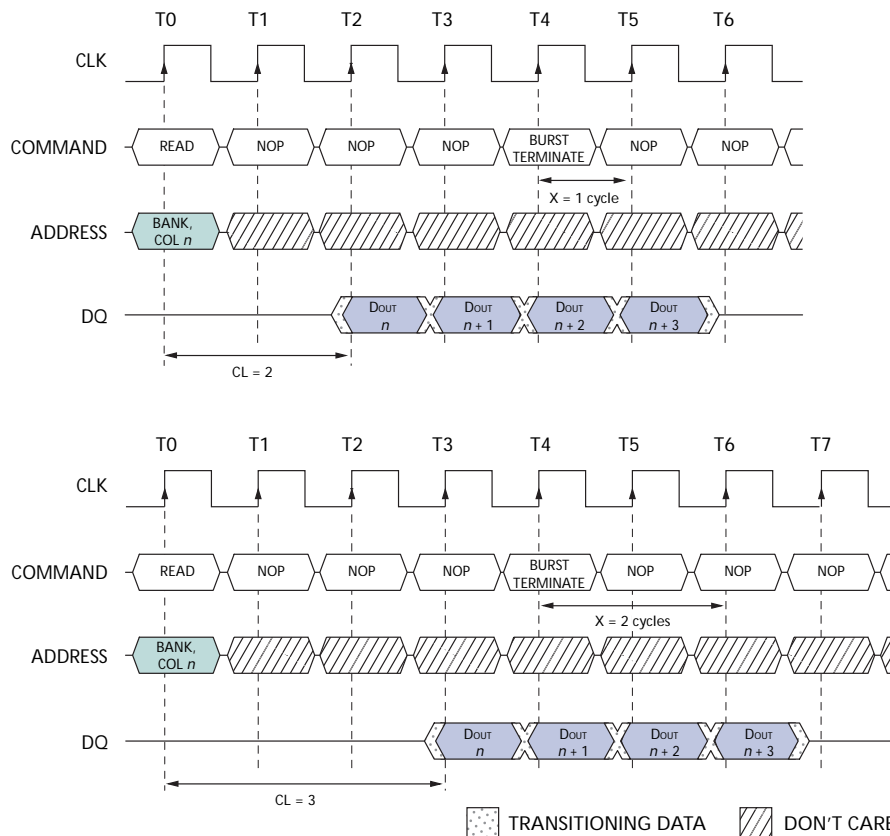 T0 T1 T2 T3 T4 T5 T6
CLK
COMMAND READ NOP NOP NOP BURST TERMINATE NOP NOP
X = 1 cycle
ADDRESS BANK, COL n
DQ DOUT n DOUT n + 1 DOUT n + 2 DOUT n + 3
CL = 2
T0 T1 T2 T3 T4 T5 T6 T7
CLK
COMMAND READ NOP NOP NOP BURST TERMINATE NOP NOP NOP
X = 2 cycles
ADDRESS BANK, COL n
DQ DOUT n DOUT n + 1 DOUT n + 2 DOUT n + 3
CL = 3
TRANSITIONING DATA DON'T CARE